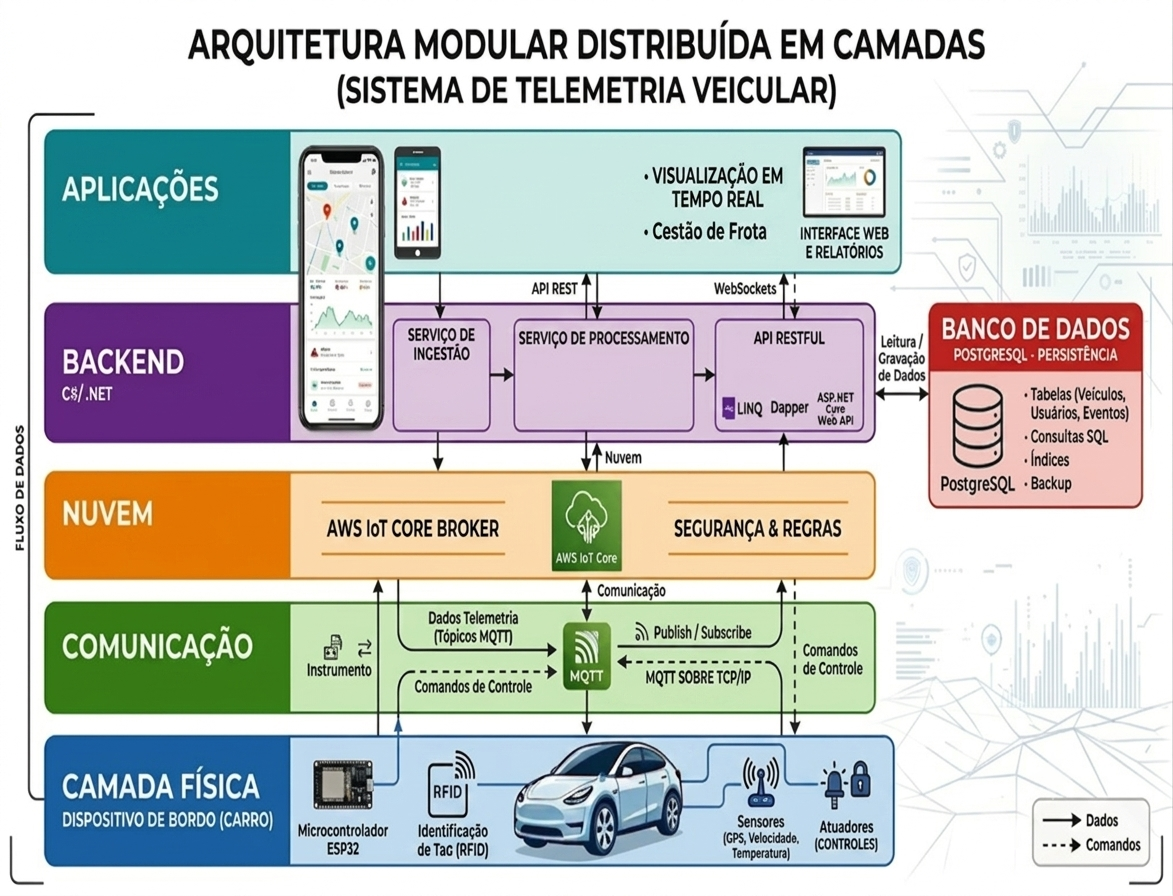 ARQUITETURA MODULAR DISTRIBUÍDA EM CAMADAS
(SISTEMA DE TELEMETRIA VEICULAR)
FLUXO DE DADOS
APLICAÇÕES
• VISUALIZAÇÃO EM
TEMPO REAL
• Cestão de Frota
INTERFACE WEB
E RELATÓRIOS
API REST
WebSockets
BACKEND
C$/ .NET
SERVIÇO DE
INGESTÃO
SERVIÇO DE PROCESSAMENTO
API RESTFUL
LINQ
Dapper
ASP.NET
Cyre
Web API
Leitura /
Gravação
de Dados
BANCO DE DADOS
POSTGRESQL - PERSISTÊNCIA
PostgreSQL
• Tabelas (Veículos,
Usuários, Eventos)
• Consultas SQL
• Índices
• Backup
Nuvem
NUVEM
AWS IoT CORE BROKER
AWS IoT Core
SEGURANÇA & REGRAS
Comunicação
COMUNICAÇÃO
Instrumento
Dados Telemetria
(Tópicos MQTT)
Comandos de Controle
MQTT
Publish / Subscribe
MQTT SOBRE TCP/IP
Comandos
de Controle
CAMADA FÍSICA
DISPOSITIVO DE BORDO (CARRO)
Microcontrolador
ESP32
RFID
Identificação
de Tag (RFID)
Sensores
(GPS, Velocidade,
Temperatura)
Atuadores
(CONTROLES)
Dados
Comandos